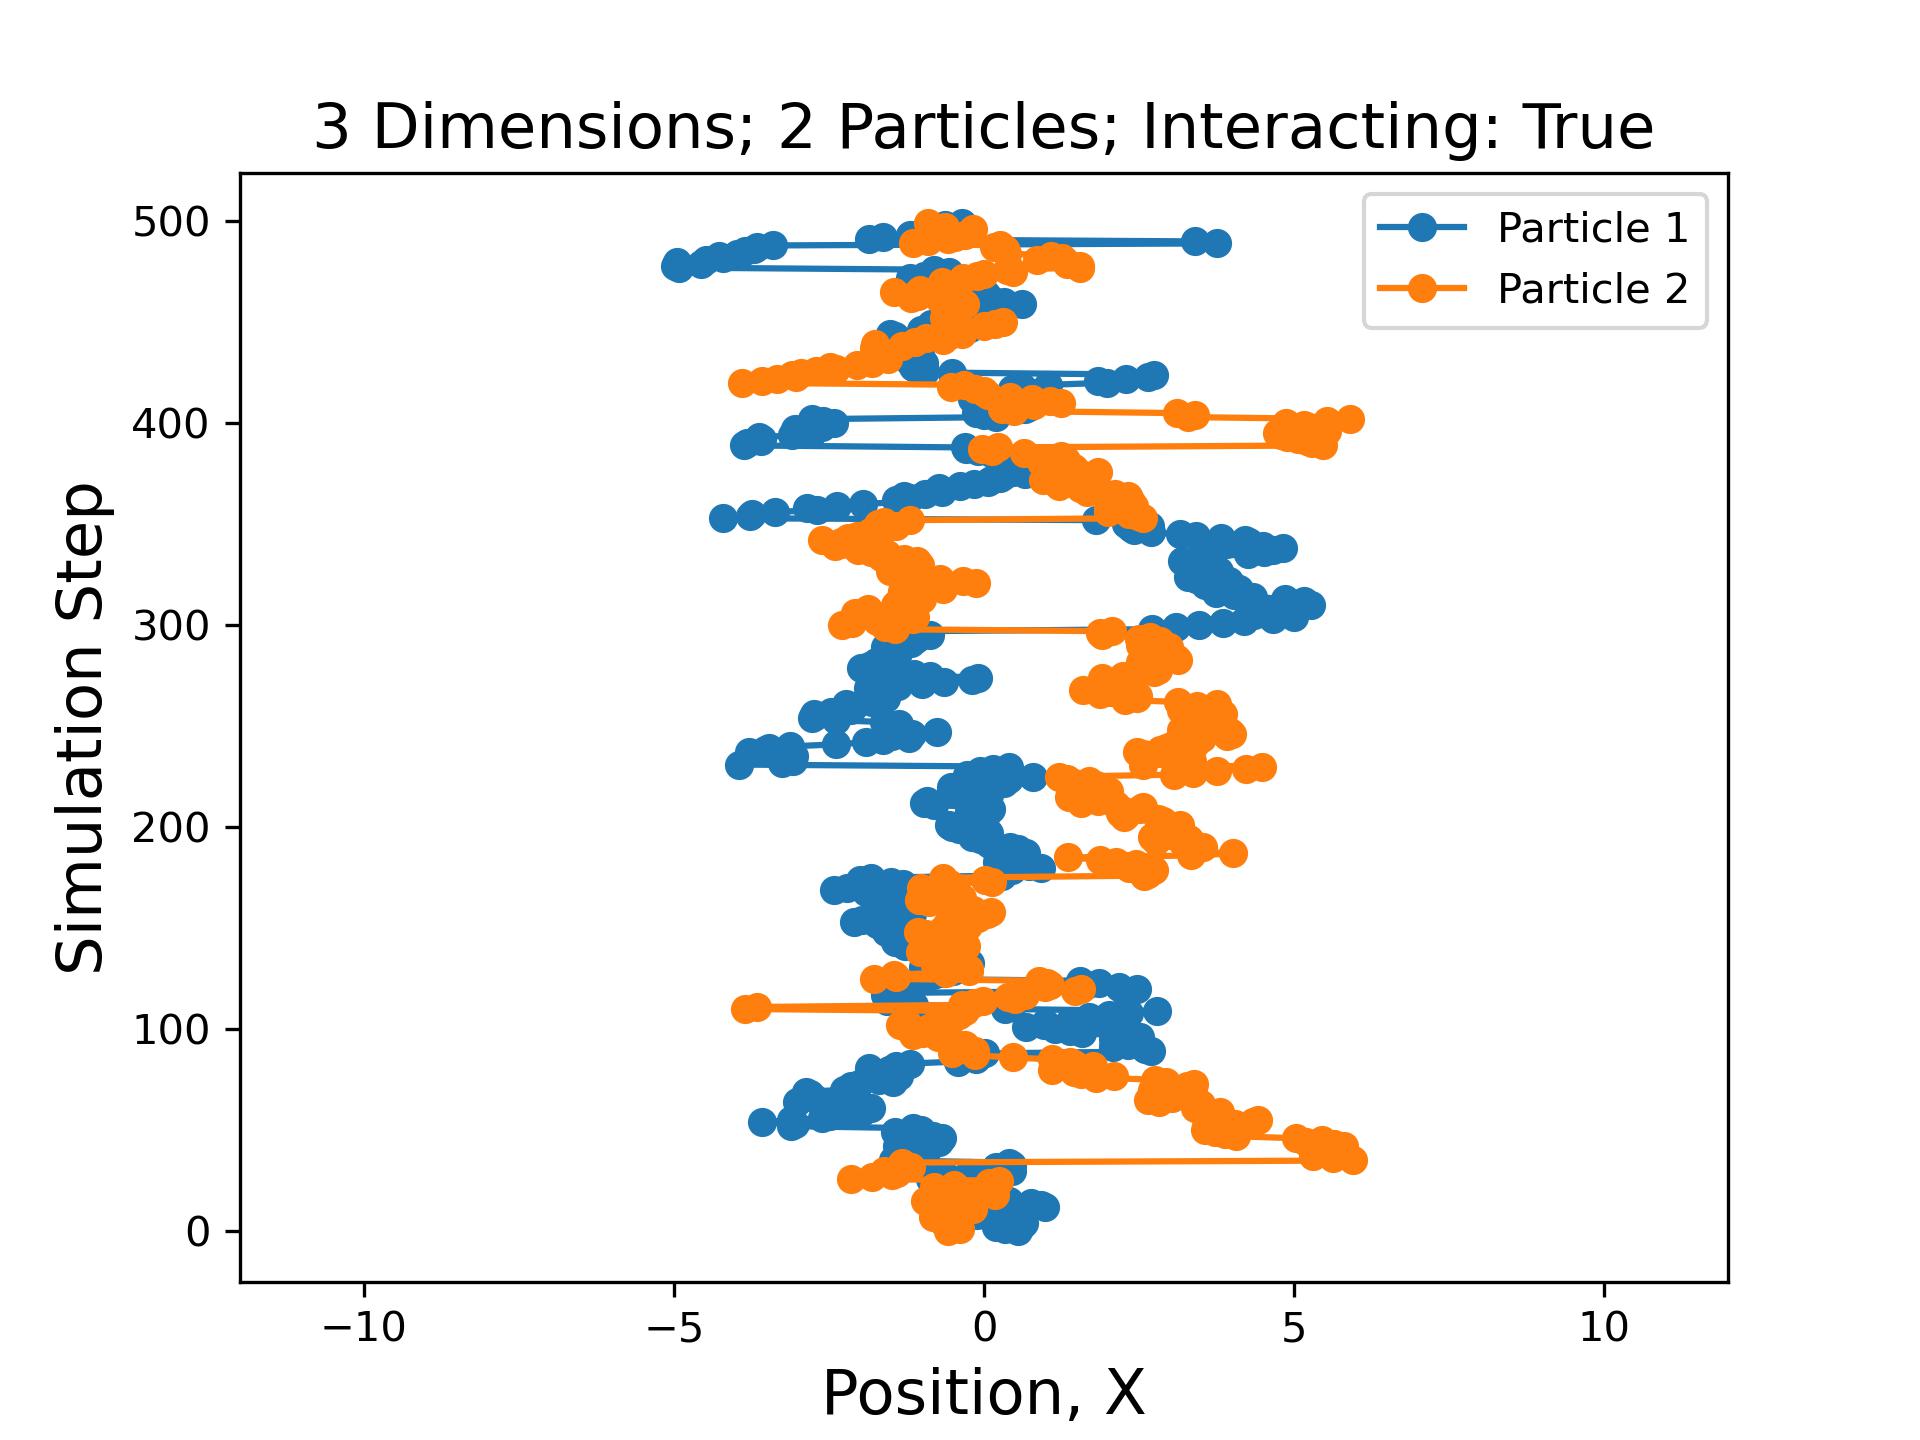 3 Dimensions; 2 Particles; Interacting: True
Particle 1
Particle 2
500
400
300
200
100
0
Simulation Step
−10 −5 0 5 10
Position, X